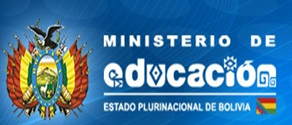 MINISTERIO DE
educación
ESTADO PLURINACIONAL DE BOLIVIA